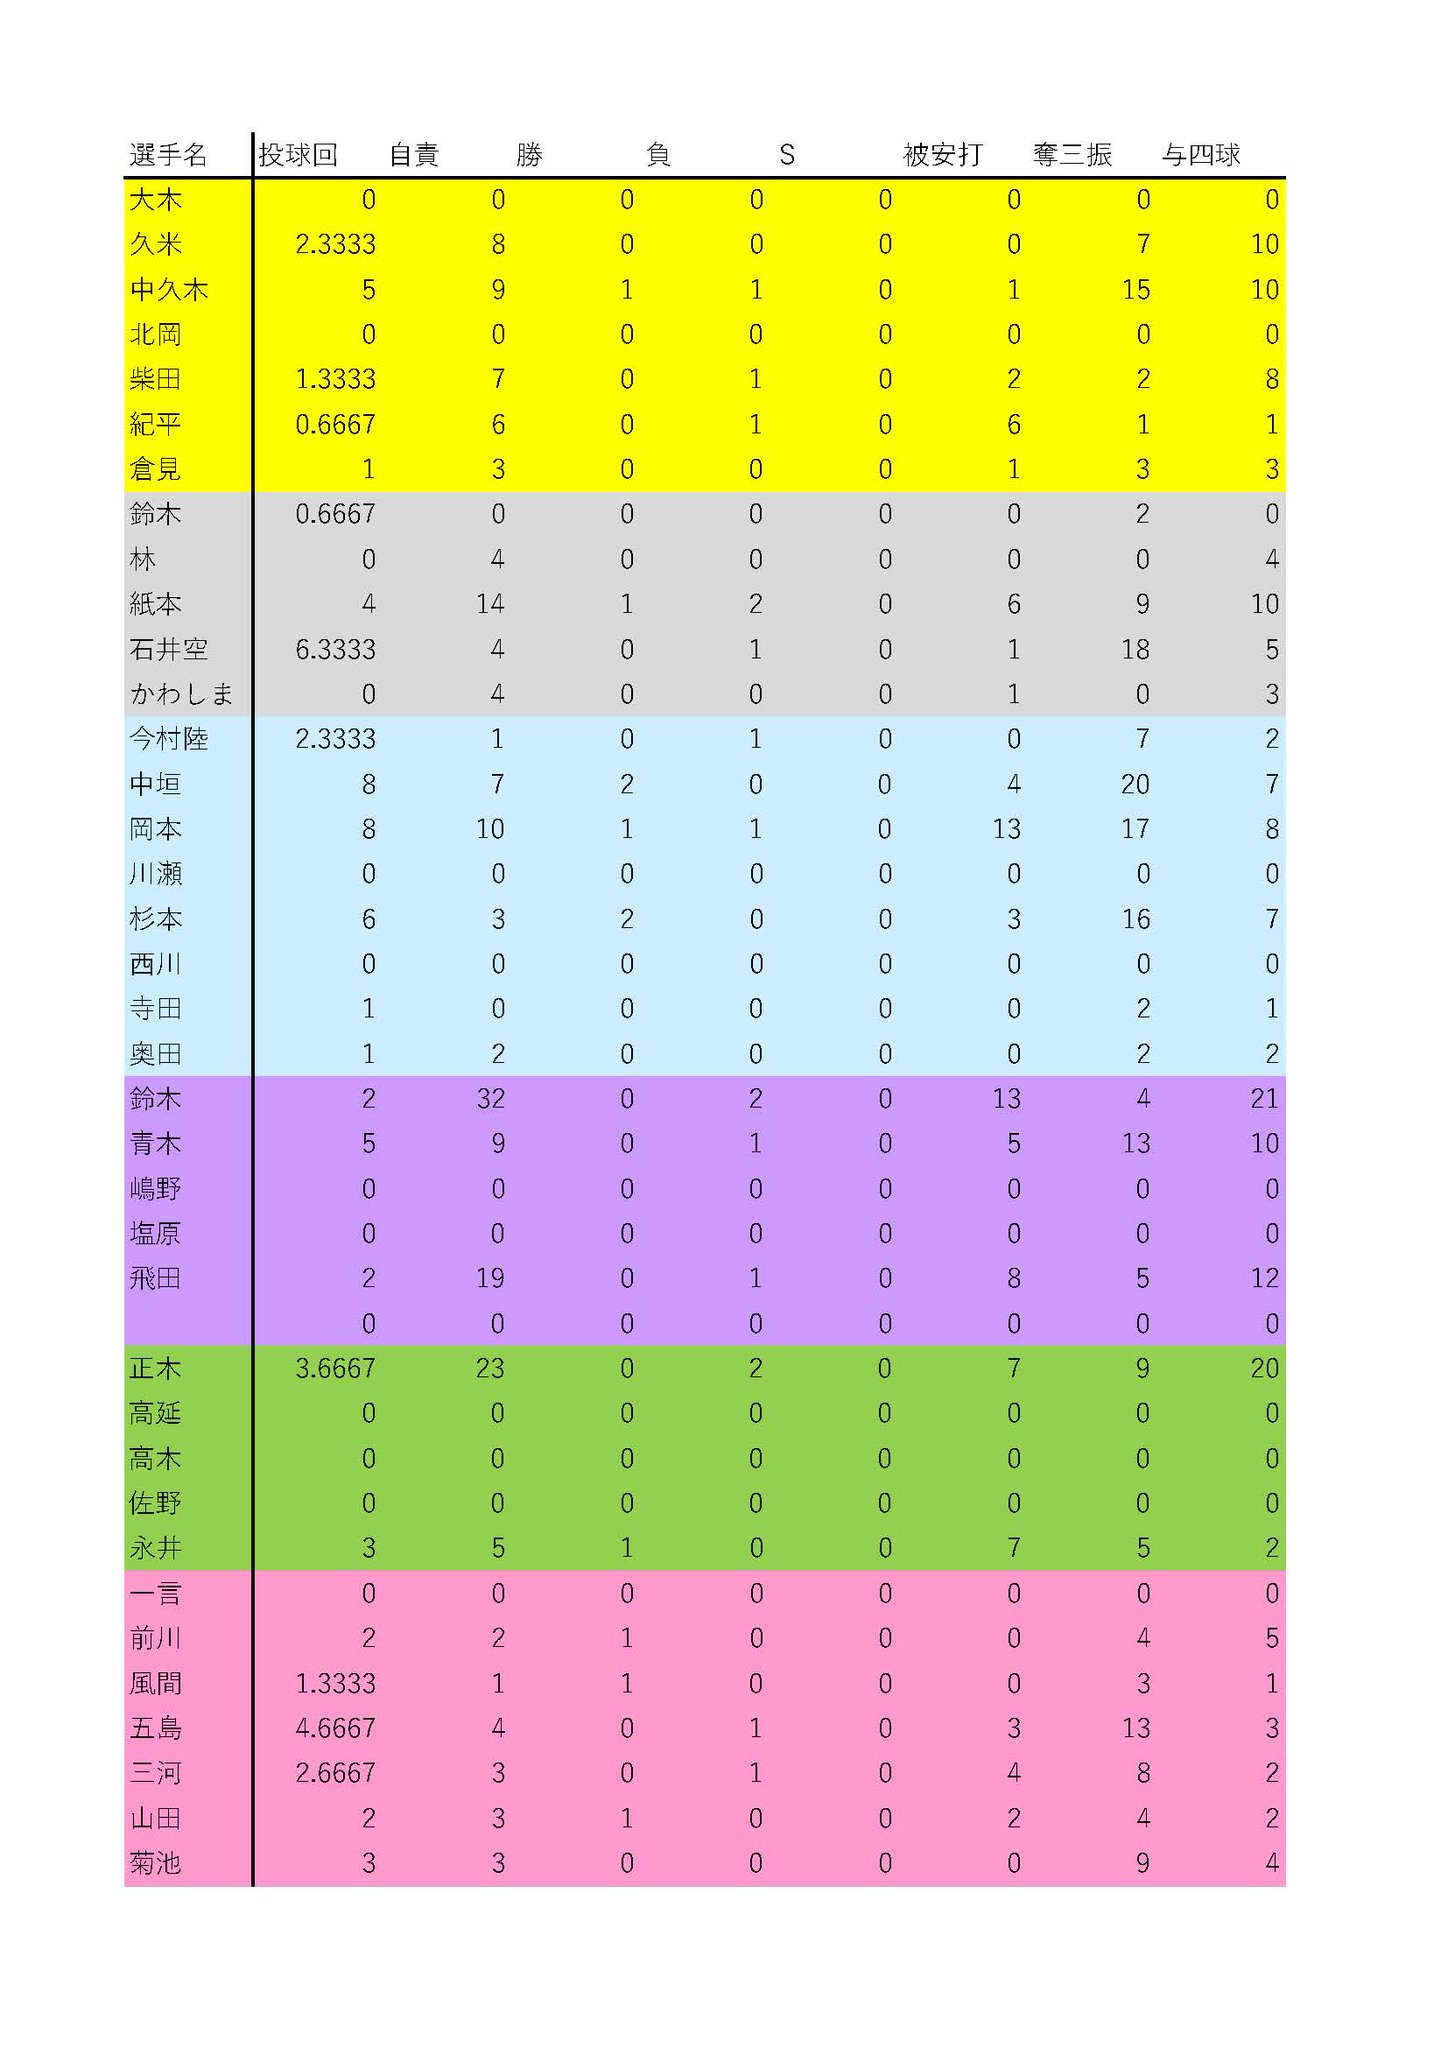 選手名 投球回 自責 勝 負 S 被安打 奪三振 与四球
大木 0 0 0 0 0 0 0 0
久米 2.3333 8 0 0 0 0 7 10
中久木 5 9 1 1 0 1 15 10
北岡 0 0 0 0 0 0 0 0
柴田 1.3333 7 0 1 0 2 2 8
紀平 0.6667 6 0 1 0 6 1 1
倉見 1 3 0 0 0 1 3 3
鈴木 0.6667 0 0 0 0 0 2 0
林 0 4 0 0 0 0 0 4
紙本 4 14 1 2 0 6 9 10
石井空 6.3333 4 0 1 0 1 18 5
かわしま 0 4 0 0 0 1 0 3
今村陸 2.3333 1 0 1 0 0 7 2
中垣 8 7 2 0 0 4 20 7
岡本 8 10 1 1 0 13 17 8
川瀬 0 0 0 0 0 0 0 0
杉本 6 3 2 0 0 3 16 7
西川 0 0 0 0 0 0 0 0
寺田 1 0 0 0 0 0 2 1
奥田 1 2 0 0 0 0 2 2
鈴木 2 32 0 2 0 13 4 21
青木 5 9 0 1 0 5 13 10
嶋野 0 0 0 0 0 0 0 0
塩原 0 0 0 0 0 0 0 0
飛田 2 19 0 1 0 8 5 12
0 0 0 0 0 0 0 0
正木 3.6667 23 0 2 0 7 9 20
高延 0 0 0 0 0 0 0 0
高木 0 0 0 0 0 0 0 0
佐野 0 0 0 0 0 0 0 0
永井 3 5 1 0 0 7 5 2
一言 0 0 0 0 0 0 0 0
前川 2 2 1 0 0 0 4 5
風間 1.3333 1 1 0 0 0 3 1
五島 4.6667 4 0 1 0 3 13 3
三河 2.6667 3 0 1 0 4 8 2
山田 2 3 1 0 0 2 4 2
菊池 3 3 0 0 0 0 9 4